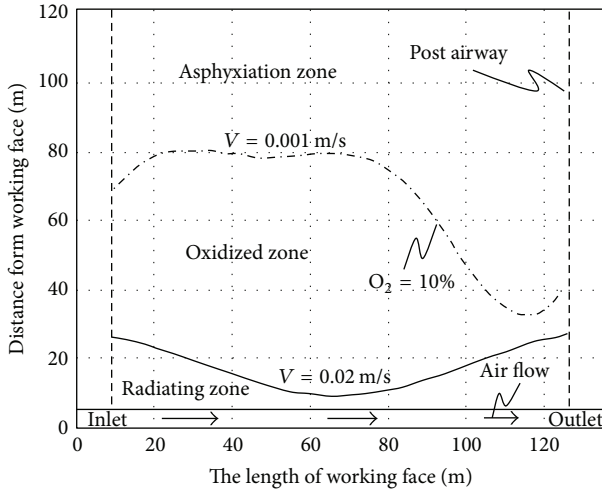 120
100
80
60
40
20
0
Distance form working face (m)
Post airway
Asphyxiation zone
V = 0.001 m/s
Oxidized zone
O₂ = 10%
V = 0.02 m/s
Air flow
Radiating zone
Inlet
Outlet
0 20 40 60 80 100 120
The length of working face (m)